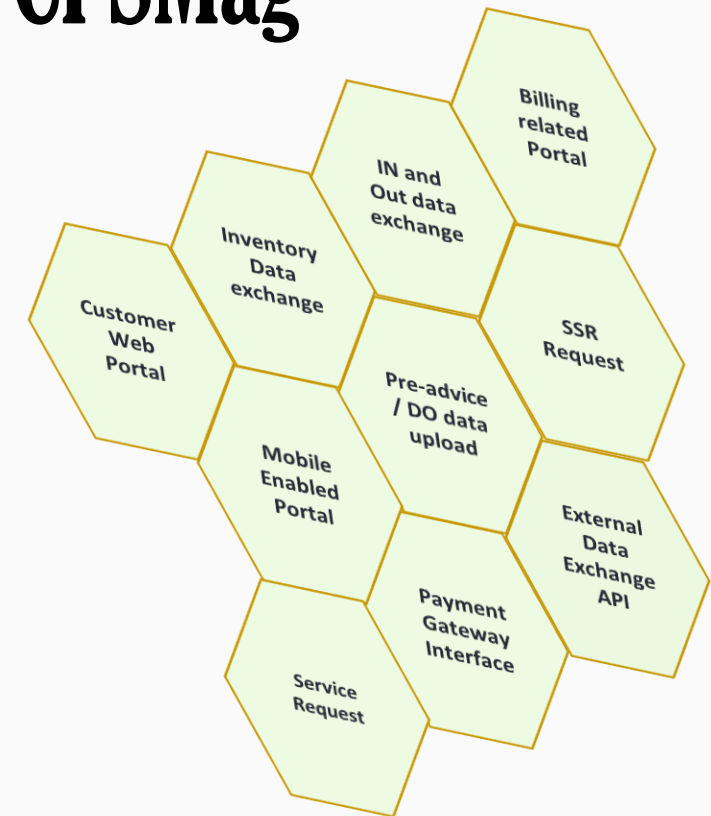 Billing
related
Portal
IN and
Out data
exchange
Inventory
Data
exchange
Customer
Web
Portal
SSR
Request
Pre-advice
/ DO data
upload
Mobile
Enabled
Portal
External
Data
Exchange
API
Payment
Gateway
Interface
Service
Request